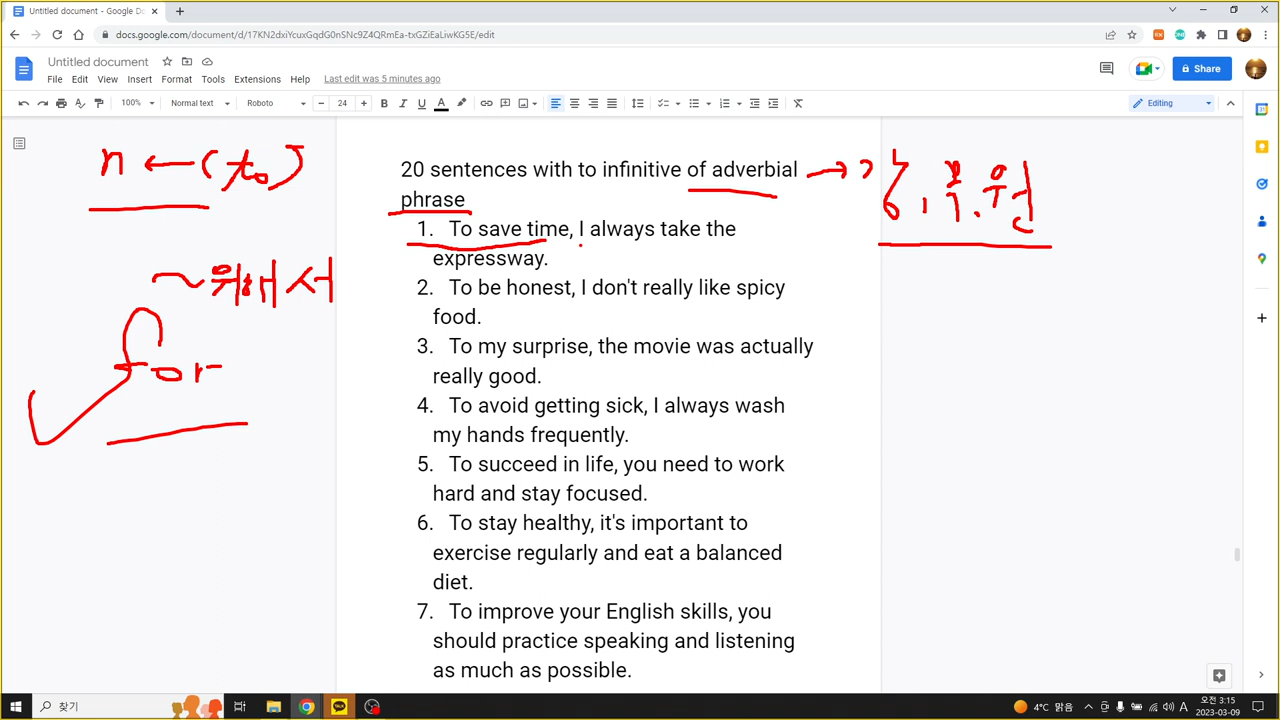 Untitled document - Google Docs
docs.google.com/document/d/17KN2dxiYcuxGqdG0nSNc9Z4QRmEa-txGZiEaLiwKG5E/edit
Untitled document
File Edit View Insert Format Tools Extensions Help Last edit was 5 minutes ago
Share
100% Normal text Roboto 24 Editing
n ← (to)
~위해서
for
20 sentences with to infinitive of adverbial
phrase
1. To save time, I always take the
expressway.
2. To be honest, I don't really like spicy
food.
3. To my surprise, the movie was actually
really good.
4. To avoid getting sick, I always wash
my hands frequently.
5. To succeed in life, you need to work
hard and stay focused.
6. To stay healthy, it's important to
exercise regularly and eat a balanced
diet.
7. To improve your English skills, you
should practice speaking and listening
as much as possible.
찾기
TALK
4°C 맑음
A
오전 3:15
2023-03-09